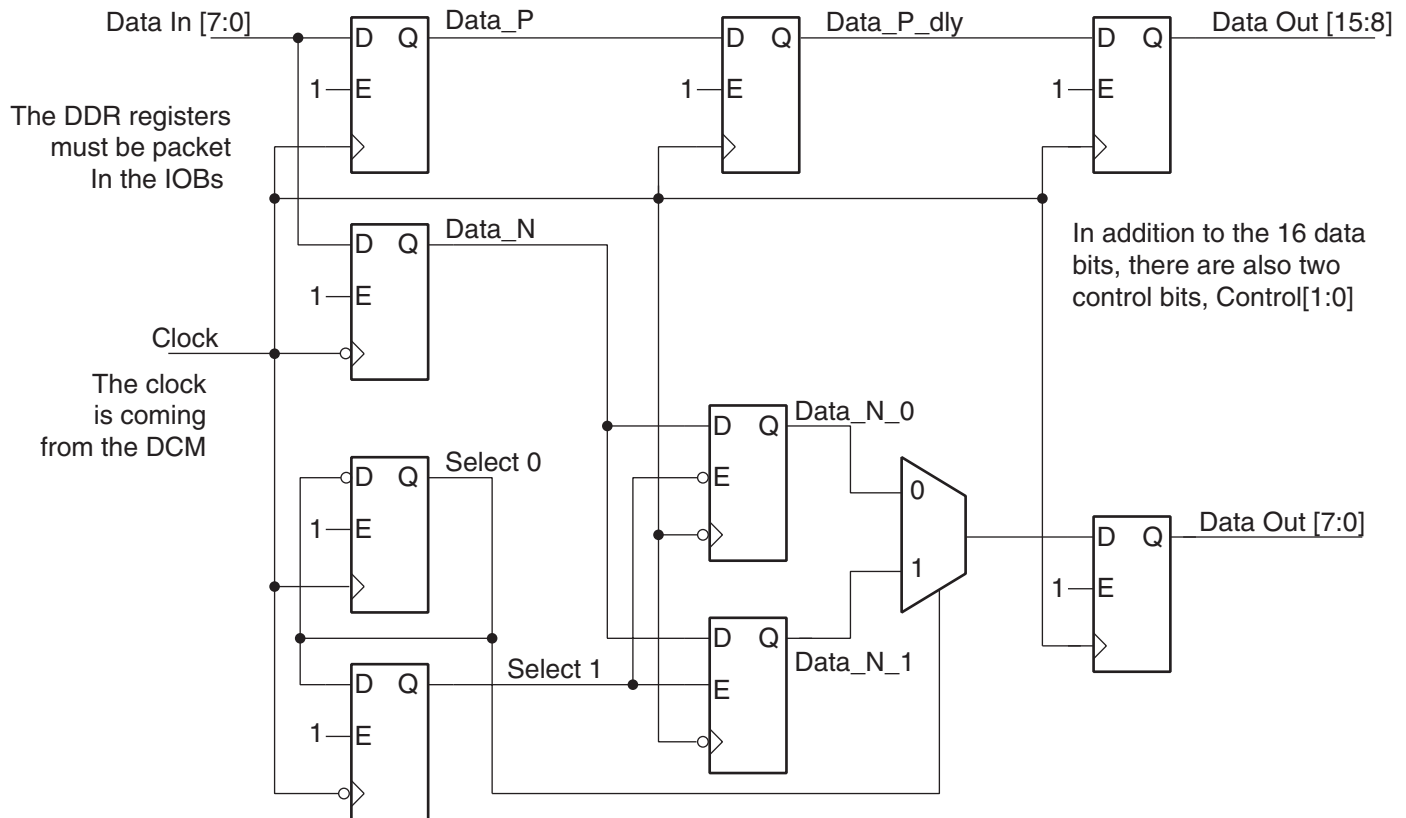 Data In [7:0]
Data_P
Data_P_dly
Data Out [15:8]
D Q
D Q
D Q
1 E
1 E
1 E
The DDR registers
must be packet
In the IOBs
Data_N
D Q
1 E
In addition to the 16 data
bits, there are also two
control bits, Control[1:0]
Clock
The clock
is coming
from the DCM
Data_N_0
D Q
E
Select 0
D Q
1 E
0
1
Data Out [7:0]
D Q
1 E
Select 1
D Q
1 E
D Q
E
Data_N_1